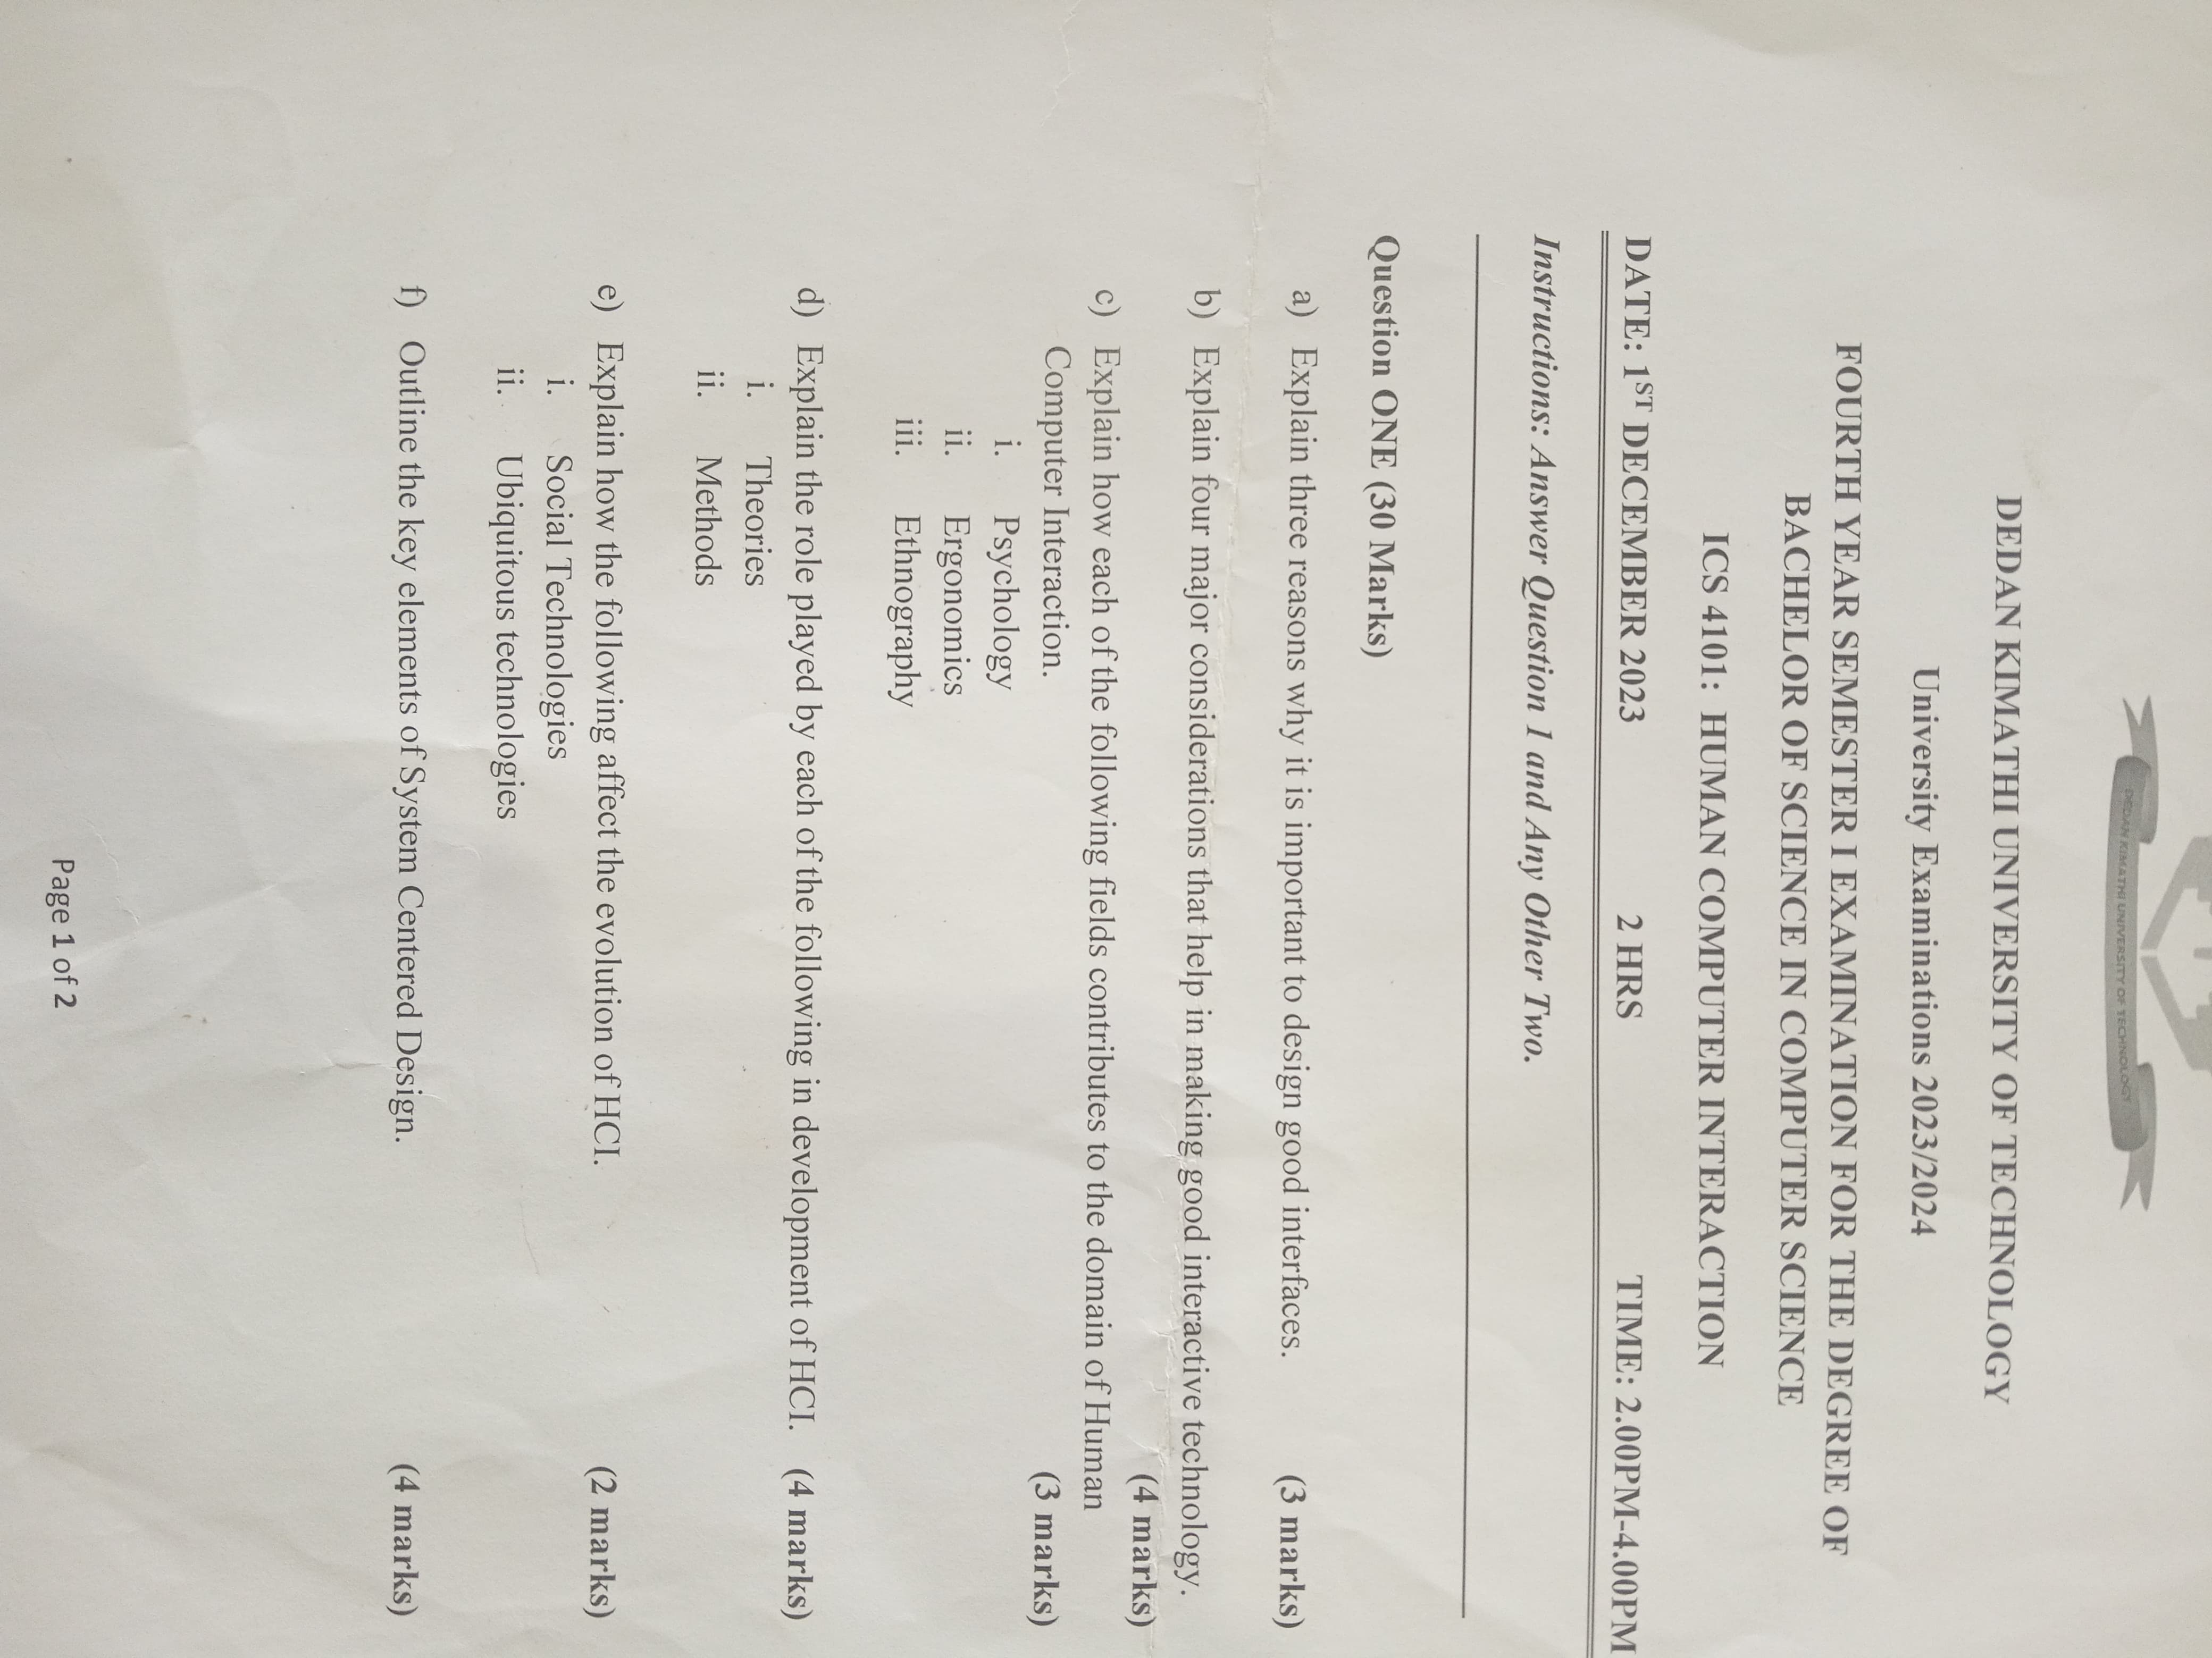 DEDAN KIMATHI UNIVERSITY OF TECHNOLOGY
DEDAN KIMATHI UNIVERSITY OF TECHNOLOGY
University Examinations 2023/2024
FOURTH YEAR SEMESTER I EXAMINATION FOR THE DEGREE OF
BACHELOR OF SCIENCE IN COMPUTER SCIENCE
ICS 4101: HUMAN COMPUTER INTERACTION
DATE: 1ST DECEMBER 2023 2 HRS TIME: 2.00PM-4.00PM
Instructions: Answer Question 1 and Any Other Two.
Question ONE (30 Marks)
a) Explain three reasons why it is important to design good interfaces. (3 marks)
b) Explain four major considerations that help in making good interactive technology.
(4 marks)
c) Explain how each of the following fields contributes to the domain of Human
Computer Interaction. (3 marks)
i. Psychology
ii. Ergonomics
iii. Ethnography
d) Explain the role played by each of the following in development of HCI. (4 marks)
i. Theories
ii. Methods
e) Explain how the following affect the evolution of HCI. (2 marks)
i. Social Technologies
ii. Ubiquitous technologies
f) Outline the key elements of System Centered Design. (4 marks)
Page 1 of 2